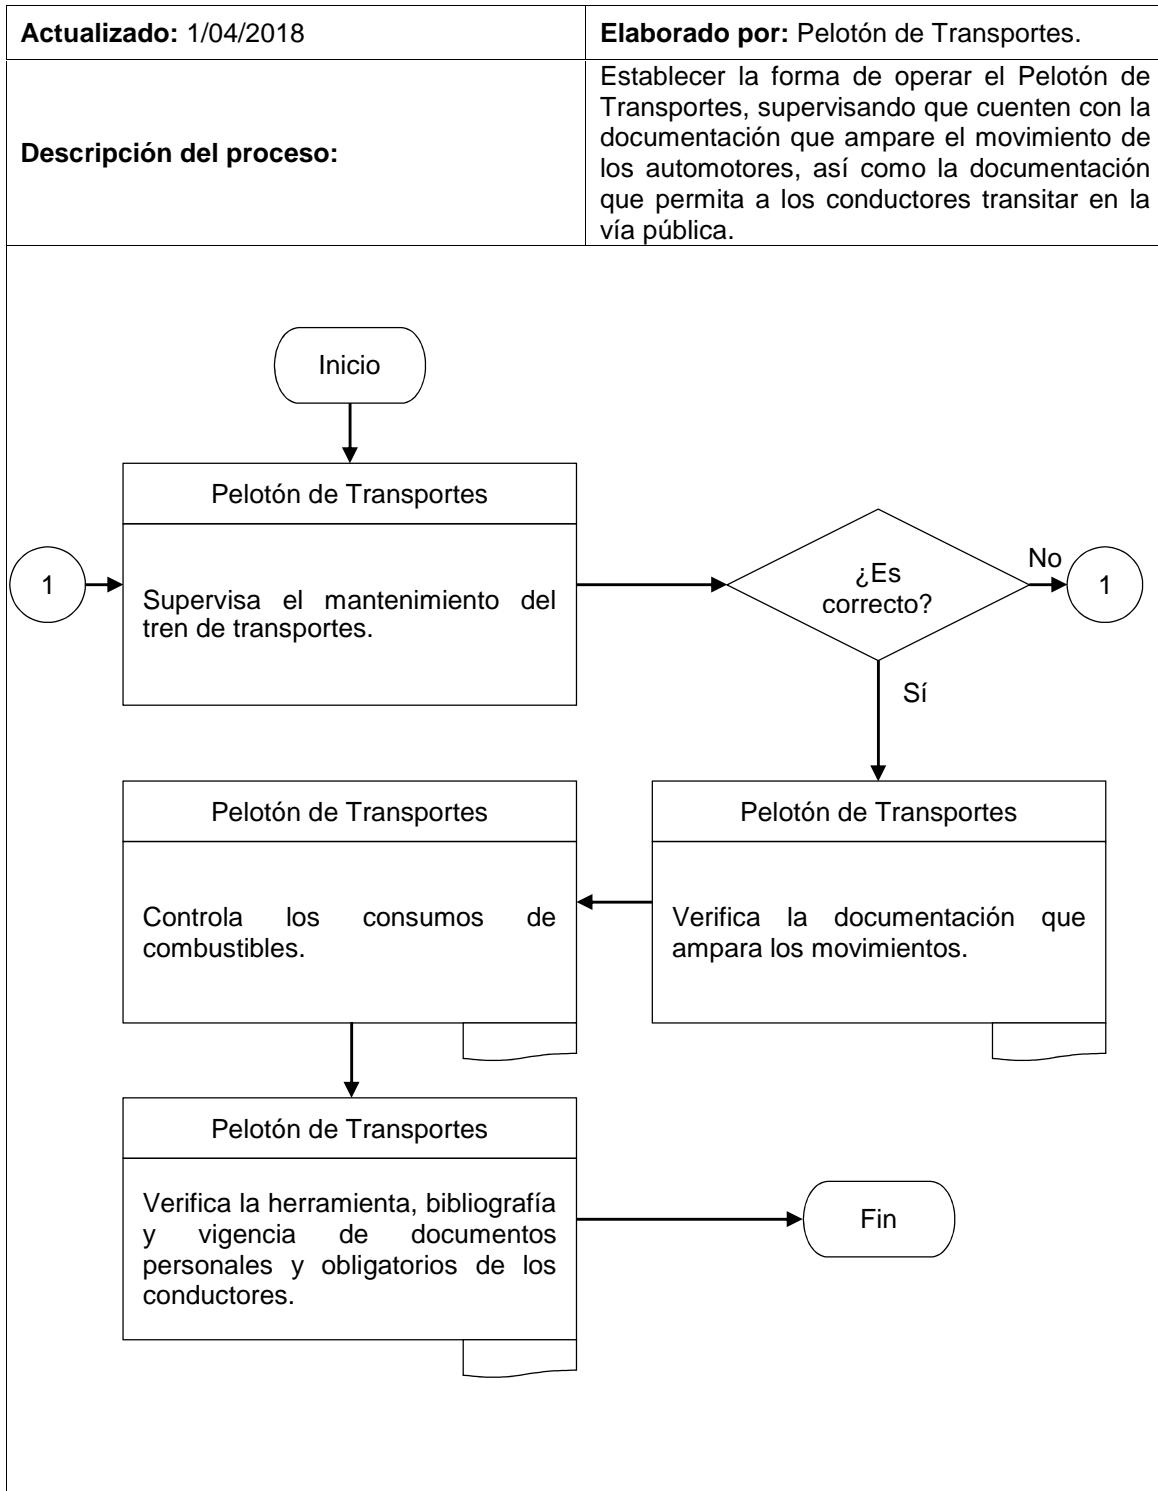 Actualizado: 1/04/2018
Elaborado por: Pelotón de Transportes.
Descripción del proceso:
Establecer la forma de operar el Pelotón de
Transportes, supervisando que cuenten con la
documentación que ampare el movimiento de
los automotores, así como la documentación
que permita a los conductores transitar en la
vía pública.
Inicio
Pelotón de Transportes
1
Supervisa el mantenimiento del
tren de transportes.
¿Es
correcto?
No
1
Sí
Pelotón de Transportes
Verifica la documentación que
ampara los movimientos.
Pelotón de Transportes
Controla los consumos de
combustibles.
Pelotón de Transportes
Verifica la herramienta, bibliografía
y vigencia de documentos
personales y obligatorios de los
conductores.
Fin